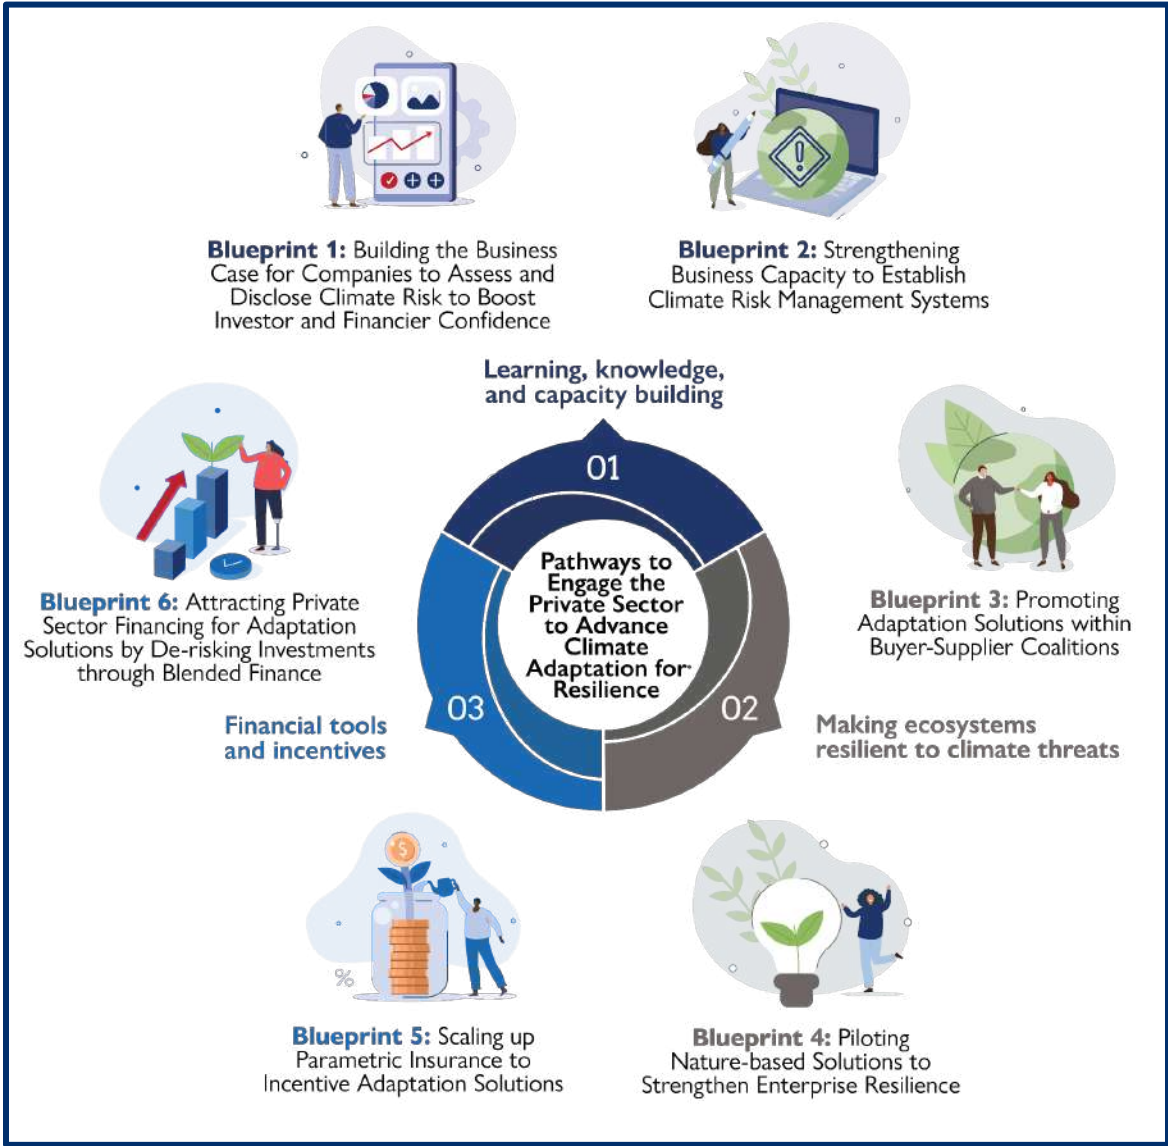 Blueprint 1: Building the Business
Case for Companies to Assess and
Disclose Climate Risk to Boost
Investor and Financier Confidence
Blueprint 2: Strengthening
Business Capacity to Establish
Climate Risk Management Systems
Learning, knowledge,
and capacity building
01
Pathways to
Engage the
Private Sector
to Advance
Climate
Adaptation for
Resilience
Blueprint 6: Attracting Private
Sector Financing for Adaptation
Solutions by De-risking Investments
through Blended Finance
Blueprint 3: Promoting
Adaptation Solutions within
Buyer-Supplier Coalitions
03
02
Financial tools
and incentives
Making ecosystems
resilient to climate threats
$
%
Blueprint 5: Scaling up
Parametric Insurance to
Incentive Adaptation Solutions
Blueprint 4: Piloting
Nature-based Solutions to
Strengthen Enterprise Resilience